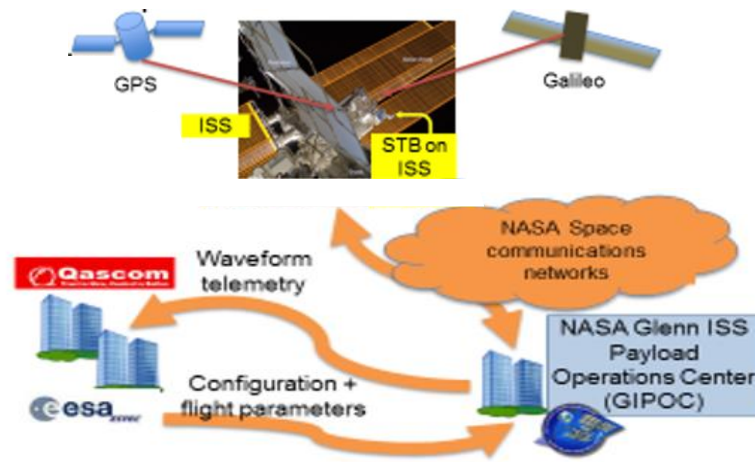 GPS
Galileo
ISS
STB on
ISS
NASA Space
communications
networks
Waveform
telemetry
Qascom
NASA Glenn ISS
Payload
Operations Center
(GIPOC)
Configuration +
flight parameters
esa